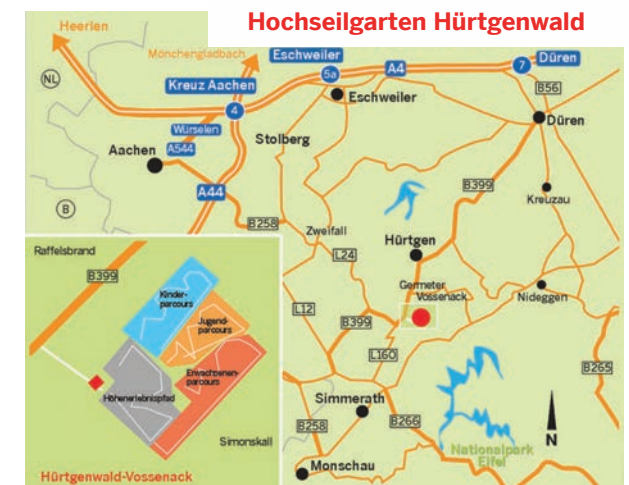 Hochseilgarten Hürtgenwald
Heerlen
Mönchengladbach
Eschweiler
5a
A4
7
Düren
NL
Kreuz Aachen
4
Eschweiler
B56
Würselen
Stolberg
Düren
Aachen
A544
A44
B399
Kreuzau
B
B258
Zweifall
Hürtgen
Raffelsbrand
L24
B399
Germeter
Vossenack
Nideggen
Kinder-
parcours
L12
Jugend-
parcours
B399
L160
Erwachsenen-
parcours
B265
Höhenerlebnispfad
Simmerath
B266
B258
N
Simonskall
Nationalpark
Eifel
Monschau
Hürtgenwald-Vossenack